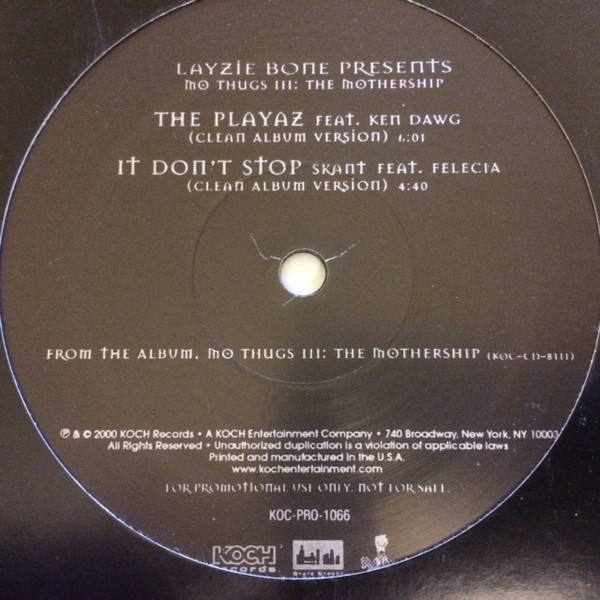 LAYZIE BONE PRESENTS
MO THUGS III: THE MOTHERSHIP
THE PLAYAZ FEAT. KEN DAWG
(CLEAN ALBUM VERSION) 6:01
IT DON'T STOP SKANT FEAT. FELECIA
(CLEAN ALBUM VERSION) 4:40
FROM THE ALBUM, MO THUGS III: THE MOTHERSHIP (KOC-CD-8111)
℗ & © 2000 KOCH Records • A KOCH Entertainment Company • 740 Broadway, New York, NY 10003
All Rights Reserved • Unauthorized duplication is a violation of applicable laws
Printed and manufactured in the U.S.A.
www.kochentertainment.com
FOR PROMOTIONAL USE ONLY. NOT FOR SALE.
KOC-PRO-1066
KOCH
records.